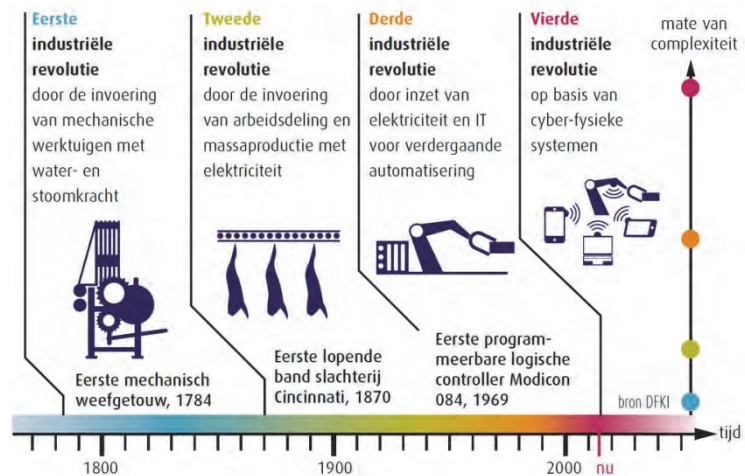 Eerste
industriële
revolutie
door de invoering
van mechanische
werktuigen met
water- en
stoomkracht
Tweede
industriële
revolutie
door de invoering
van arbeidsdeling en
massaproductie met
elektriciteit
Derde
industriële
revolutie
door inzet van
elektriciteit en IT
voor verdergaande
automatisering
Vierde
industriële
revolutie
op basis van
cyber-fysieke
systemen
mate van
complexiteit
Eerste mechanisch
weefgetouw, 1784
Eerste lopende
band slachterij
Cincinnati, 1870
Eerste program-
meerbare logische
controller Modicon
084, 1969
bron DFKI
tijd
1800
1900
2000
nu